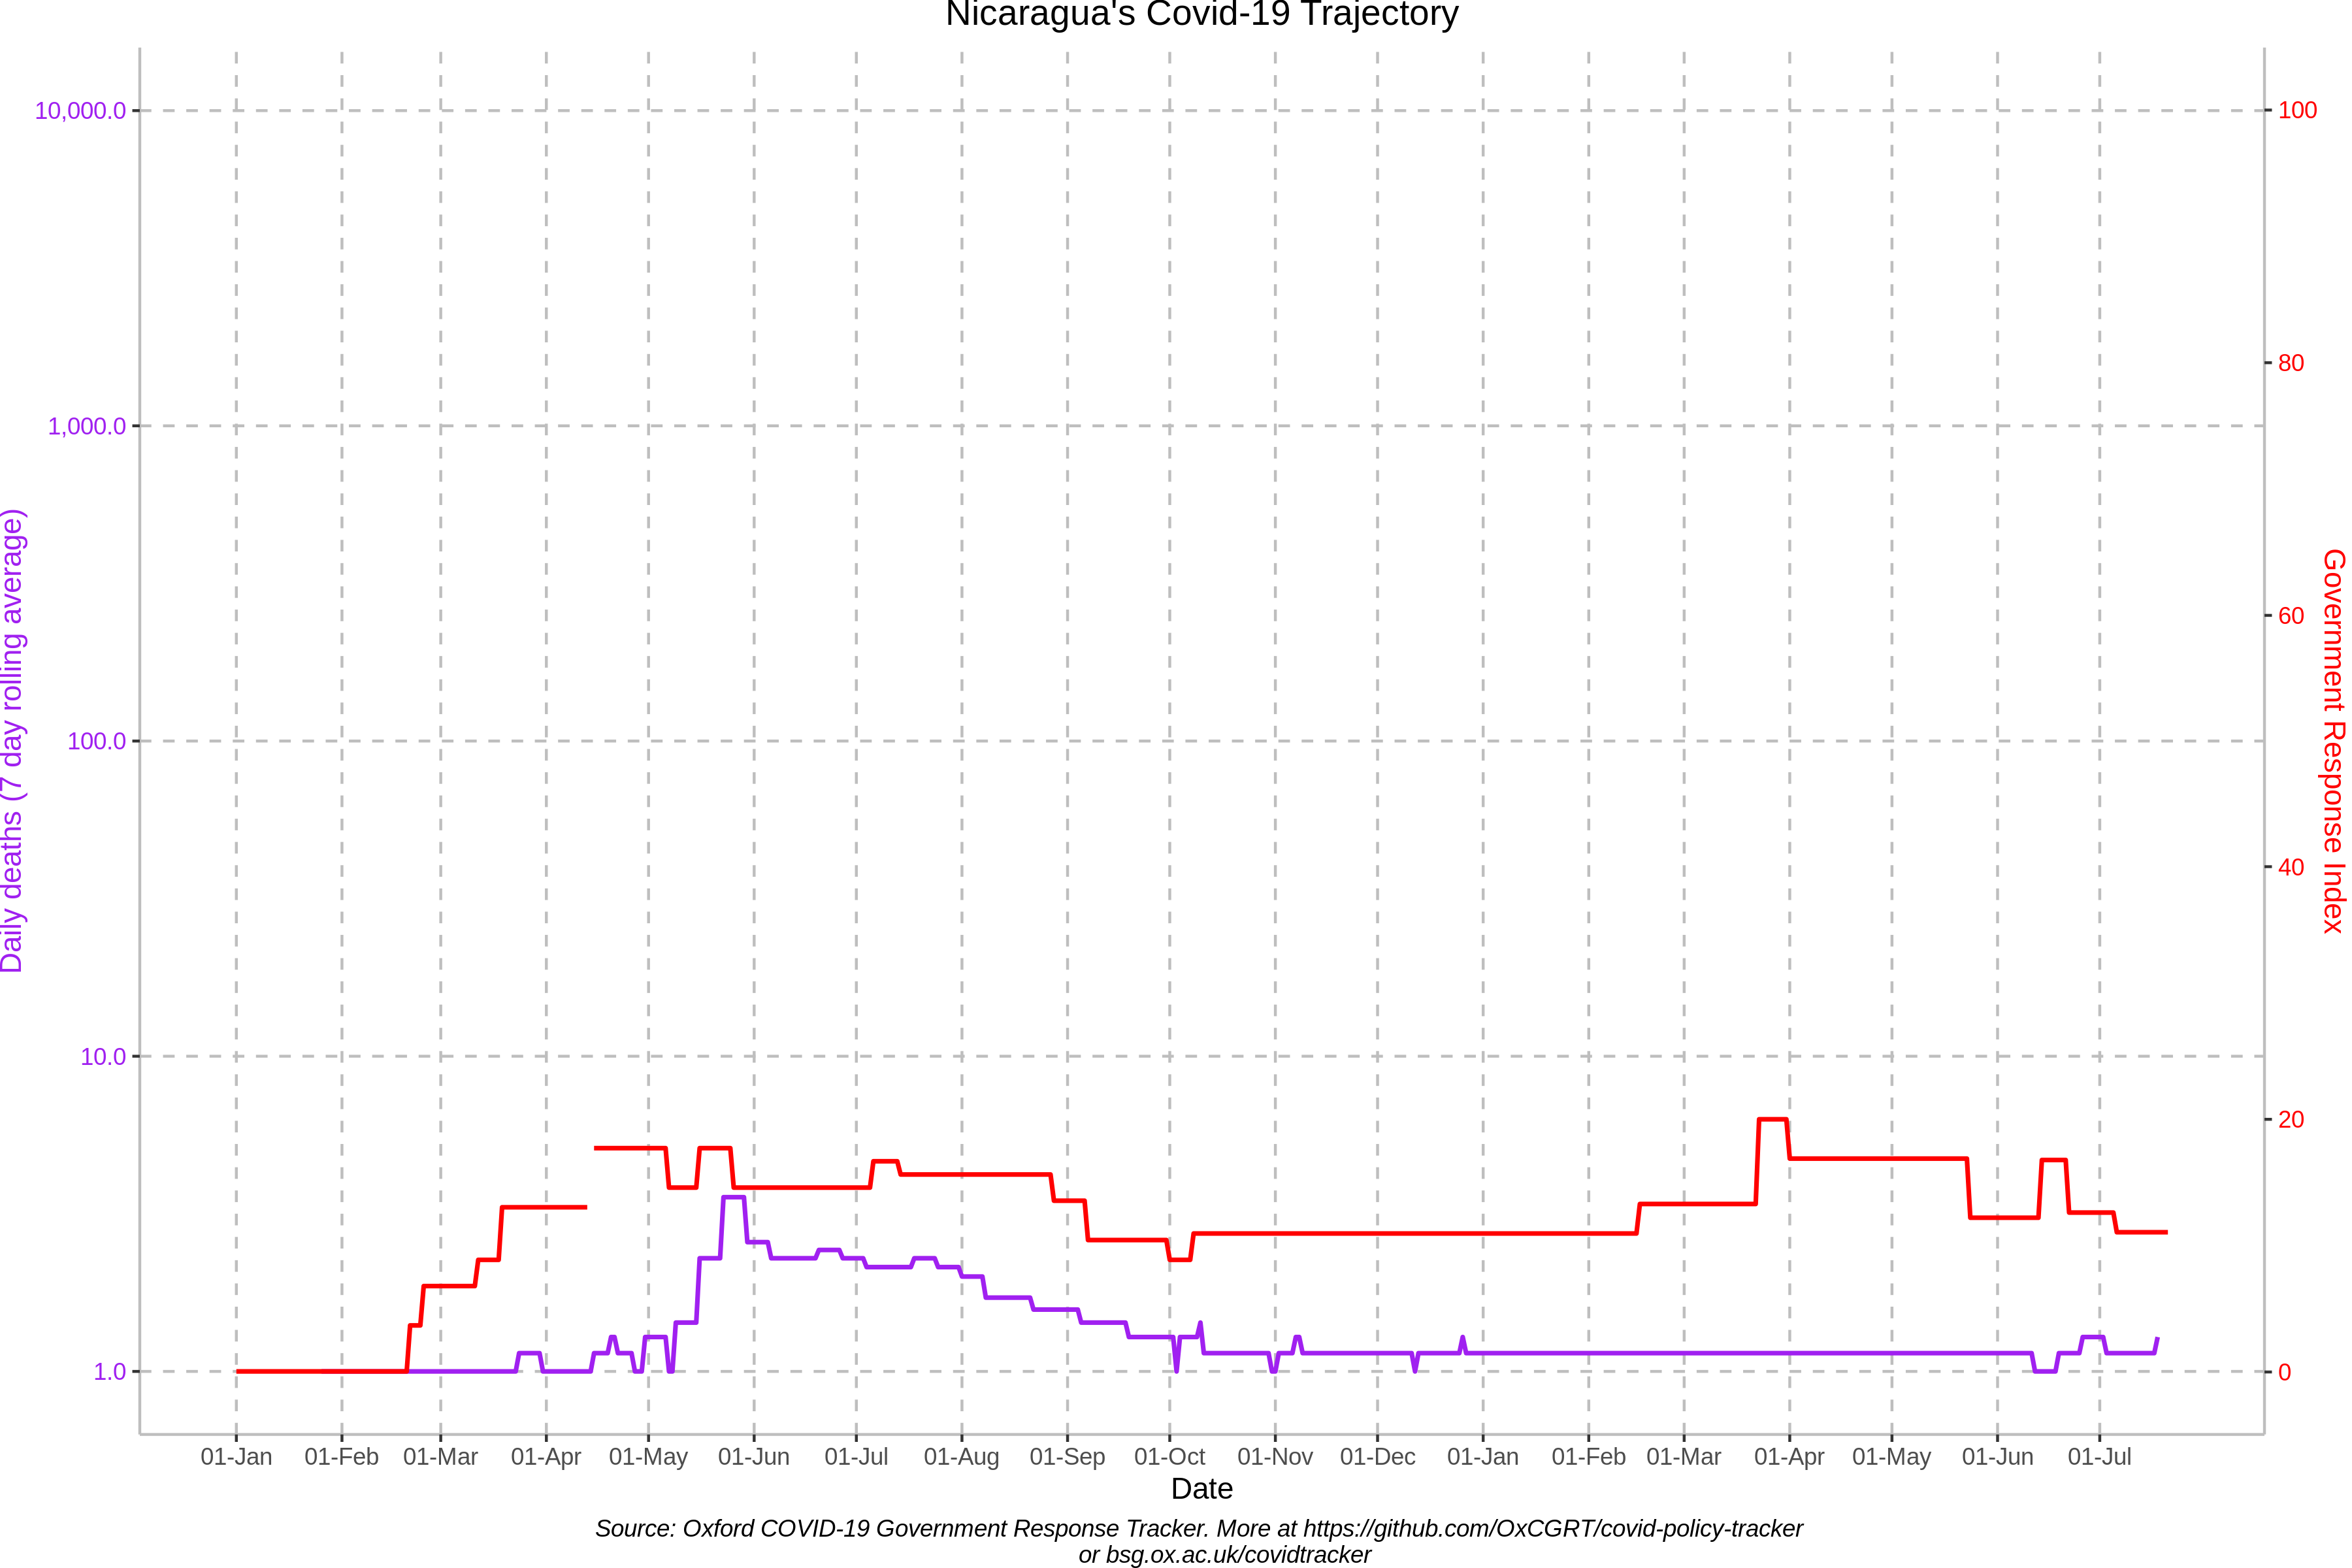 Nicaragua's Covid-19 Trajectory
10,000.0
1,000.0
100.0
10.0
1.0
Daily deaths (7 day rolling average)
100
80
60
40
20
0
Government Response Index
01-Jan 01-Feb 01-Mar 01-Apr 01-May 01-Jun 01-Jul 01-Aug 01-Sep 01-Oct 01-Nov 01-Dec 01-Jan 01-Feb 01-Mar 01-Apr 01-May 01-Jun 01-Jul
Date
Source: Oxford COVID-19 Government Response Tracker. More at https://github.com/OxCGRT/covid-policy-tracker
or bsg.ox.ac.uk/covidtracker